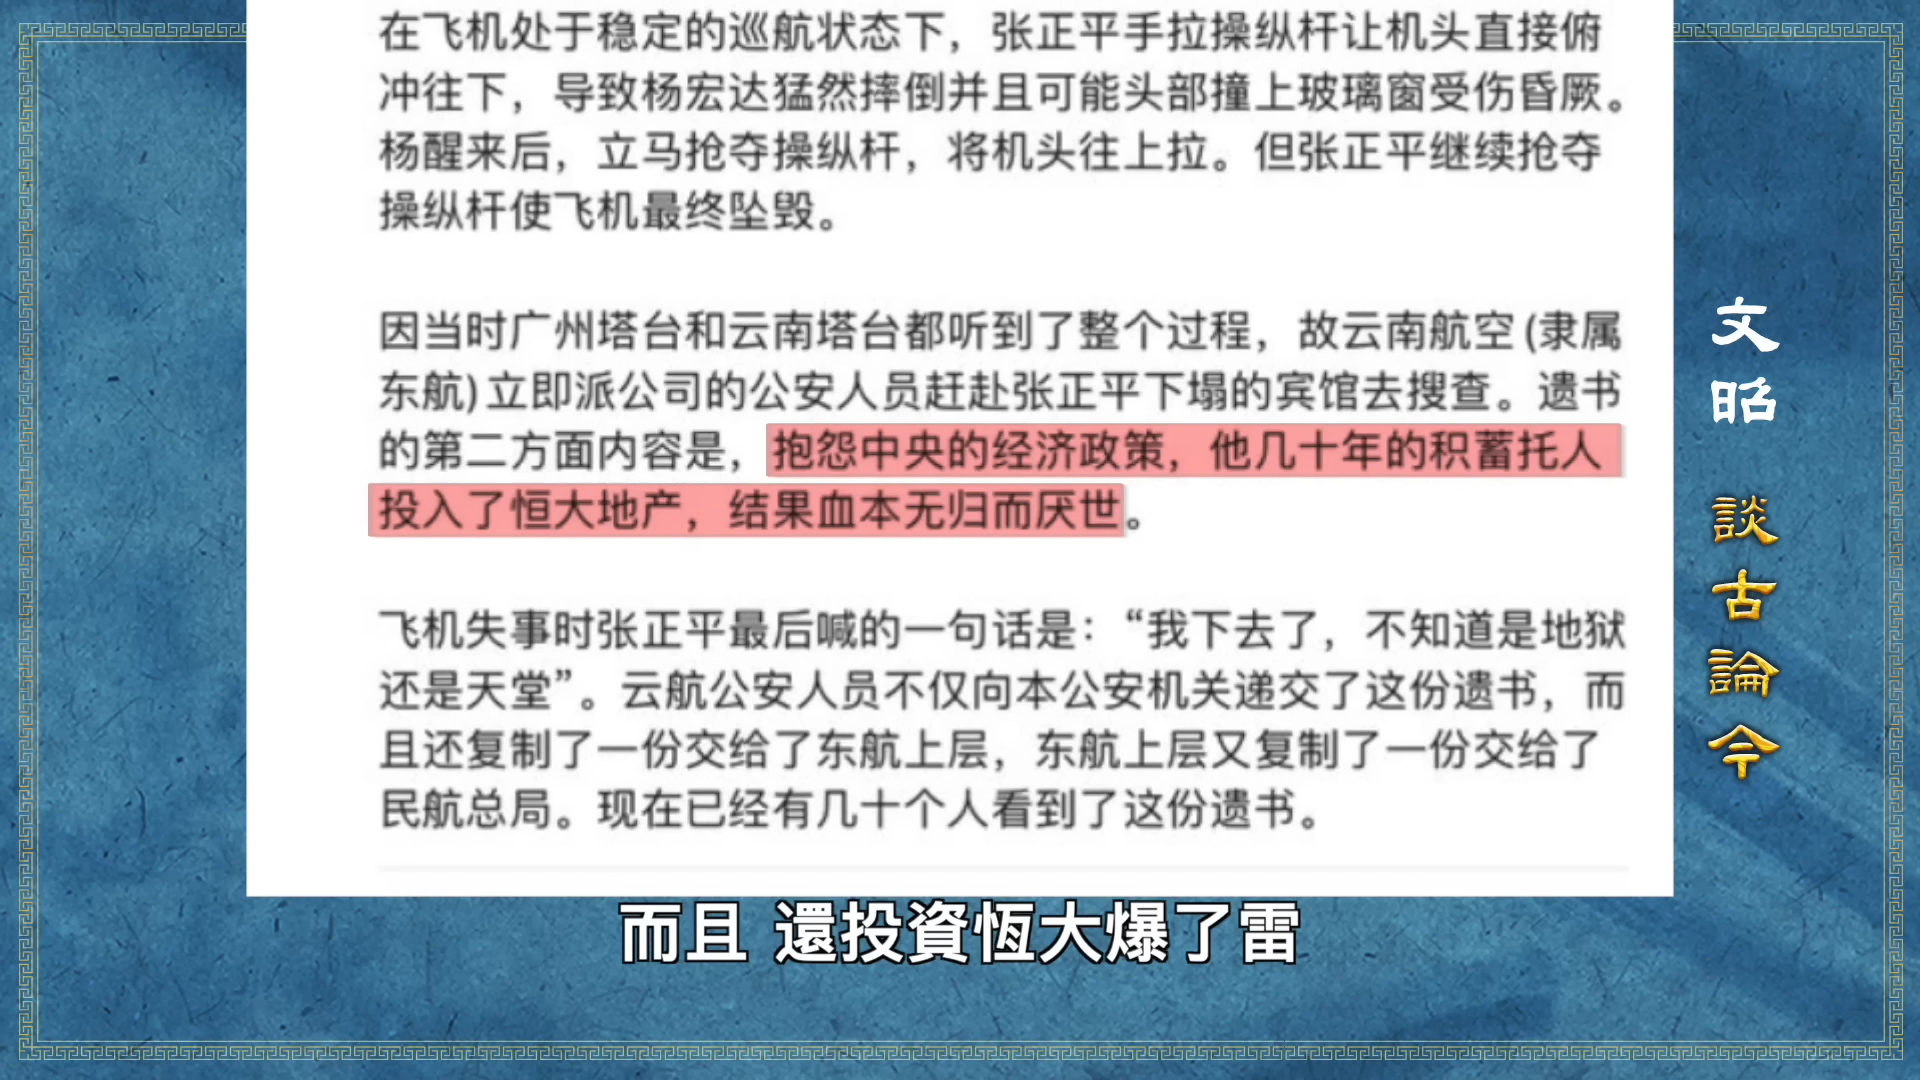 在飞机处于稳定的巡航状态下，张正平手拉操纵杆让机头直接俯
冲往下，导致杨宏达猛然摔倒并且可能头部撞上玻璃窗受伤昏厥。
杨醒来后，立马抢夺操纵杆，将机头往上拉。但张正平继续抢夺
操纵杆使飞机最终坠毁。
因当时广州塔台和云南塔台都听到了整个过程，故云南航空(隶属
东航)立即派公司的公安人员赶赴张正平下塌的宾馆去搜查。遗书
的第二方面内容是，抱怨中央的经济政策，他几十年的积蓄托人
投入了恒大地产，结果血本无归而厌世。
飞机失事时张正平最后喊的一句话是：“我下去了，不知道是地狱
还是天堂”。云航公安人员不仅向本公安机关递交了这份遗书，而
且还复制了一份交给了东航上层，东航上层又复制了一份交给了
民航总局。现在已经有几十个人看到了这份遗书。
而且 還投資恆大爆了雷
文昭 談古論今